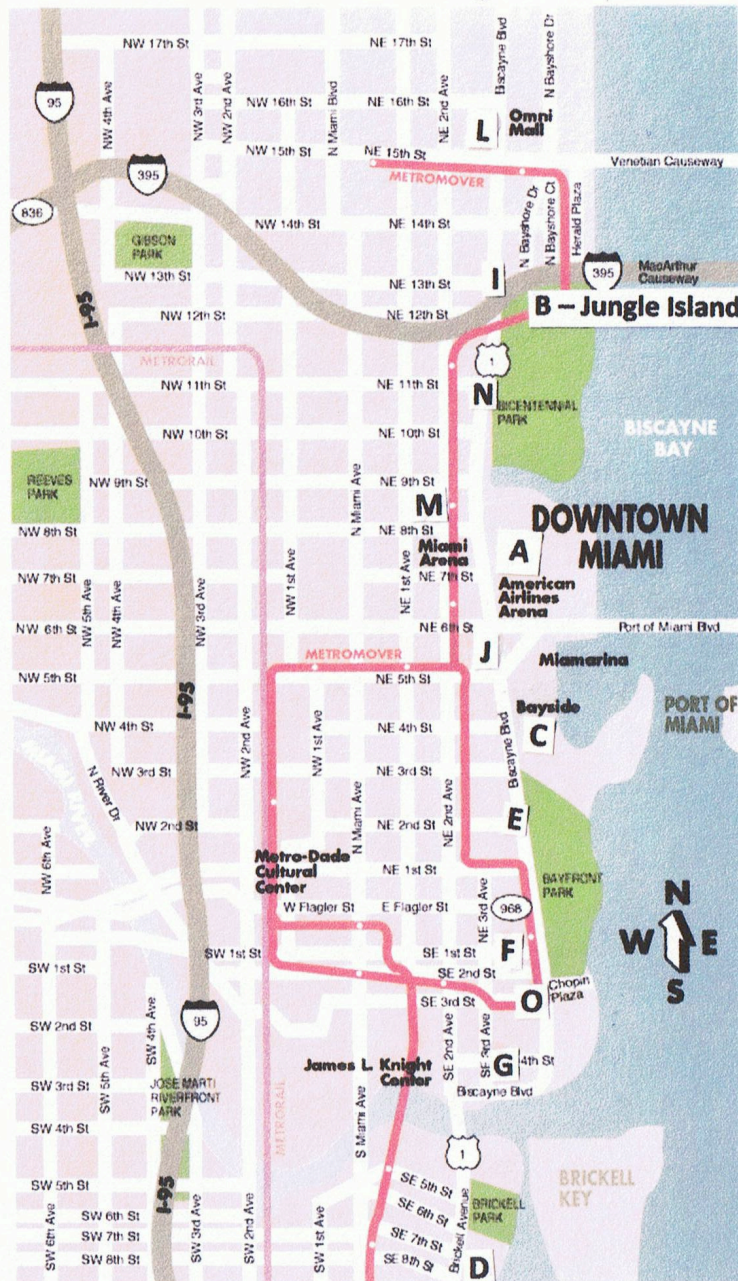 NW 17th St
NE 17th St
Biscayne Blvd
N Bayshore Dr
95
NW 4th Ave
NW 3rd Ave
NW 2nd Ave
NW 16th St
N Miami Blvd
NE 16th St
NE 2nd Ave
L
Omni
Mall
NW 15th St
NE 15th St
Venetian Causeway
395
METROMOVER
836
GIBSON
PARK
NW 14th St
NE 14th St
N Bayshore Dr
N Bayshore Ct
Herald Plaza
NW 13th St
NE 13th St
I
395
MacArthur
Causeway
I-95
NW 12th St
NE 12th St
B – Jungle Island
METRORAIL
1
NW 11th St
NE 11th St
N
BICENTENNIAL
PARK
NW 10th St
NE 10th St
BISCAYNE
BAY
REEVES
PARK
NW 9th St
N Miami Ave
NE 9th St
M
NW 8th St
NE 8th St
DOWNTOWN
MIAMI
Miami
Arena
A
NW 7th St
NW 5th Ave
NW 4th Ave
NW 3rd Ave
NW 1st Ave
NE 1st Ave
NE 7th St
American
Airlines
Arena
NW 6th St
NE 6th St
Port of Miami Blvd
METROMOVER
J
Miamarina
NW 5th St
NE 5th St
I-95
Bayside
PORT OF
MIAMI
NW 4th St
NW 2nd Ave
NW 1st Ave
NE 4th St
Biscayne Blvd
C
MIAMI RIVER
N River Dr
NW 3rd St
NE 3rd St
NW 2nd St
N Miami Ave
NE 2nd St
NE 2nd Ave
E
NW 6th Ave
Metro-Dade
Cultural
Center
NE 1st St
BAYFRONT
PARK
W Flagler St
E Flagler St
NE 3rd Ave
968
N
W
E
S
SW 1st St
SW 1st St
SE 1st St
F
SE 2nd St
SE 3rd St
O
Chopin
Plaza
SW 2nd St
SW 4th Ave
95
SE 2nd Ave
SE 3rd Ave
G
4th St
James L. Knight
Center
Biscayne Blvd
SW 3rd St
SW 5th Ave
JOSE MARTI
RIVERFRONT
PARK
METRORAIL
S Miami Ave
SW 4th St
1
SW 5th St
SE 5th St
BRICKELL
KEY
I-95
SW 6th Ave
SW 6th St
SW 3rd Ave
SW 2nd Ave
SW 1st Ave
SE 6th St
Brickell Avenue
BRICKELL
PARK
SW 7th St
SE 7th St
SW 8th St
SE 8th St
D